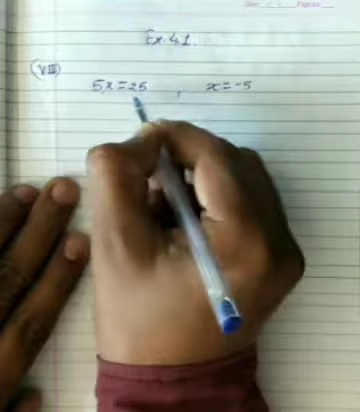 Ex. 4.1.
(VIII)
5x = 25 , x = -5